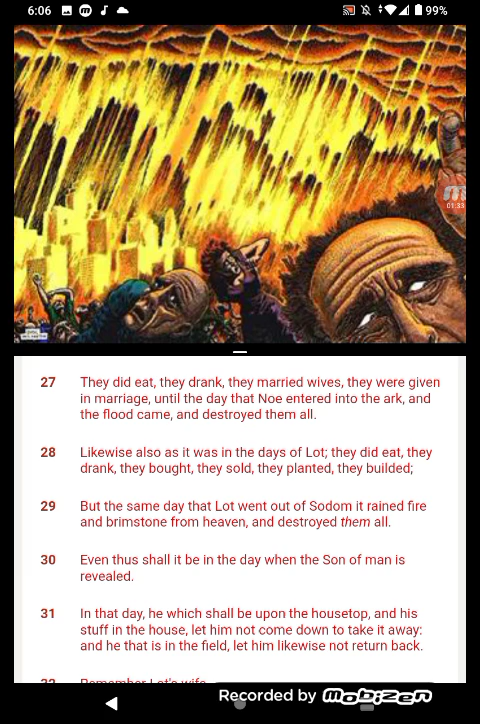 6:06
99%
01:33
27 They did eat, they drank, they married wives, they were given
in marriage, until the day that Noe entered into the ark, and
the flood came, and destroyed them all.
28 Likewise also as it was in the days of Lot; they did eat, they
drank, they bought, they sold, they planted, they builded;
29 But the same day that Lot went out of Sodom it rained fire
and brimstone from heaven, and destroyed them all.
30 Even thus shall it be in the day when the Son of man is
revealed.
31 In that day, he which shall be upon the housetop, and his
stuff in the house, let him not come down to take it away:
and he that is in the field, let him likewise not return back.
32 Remember Lot's wife.
Recorded by Mobizen